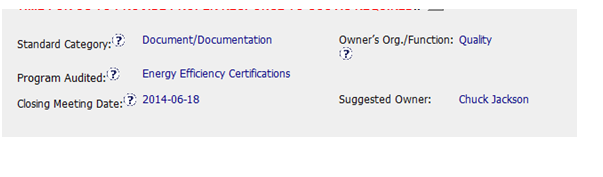 Standard Category: ? Document/Documentation Owner's Org./Function: ? Quality
Program Audited: ? Energy Efficiency Certifications
Closing Meeting Date: ? 2014-06-18 Suggested Owner: Chuck Jackson